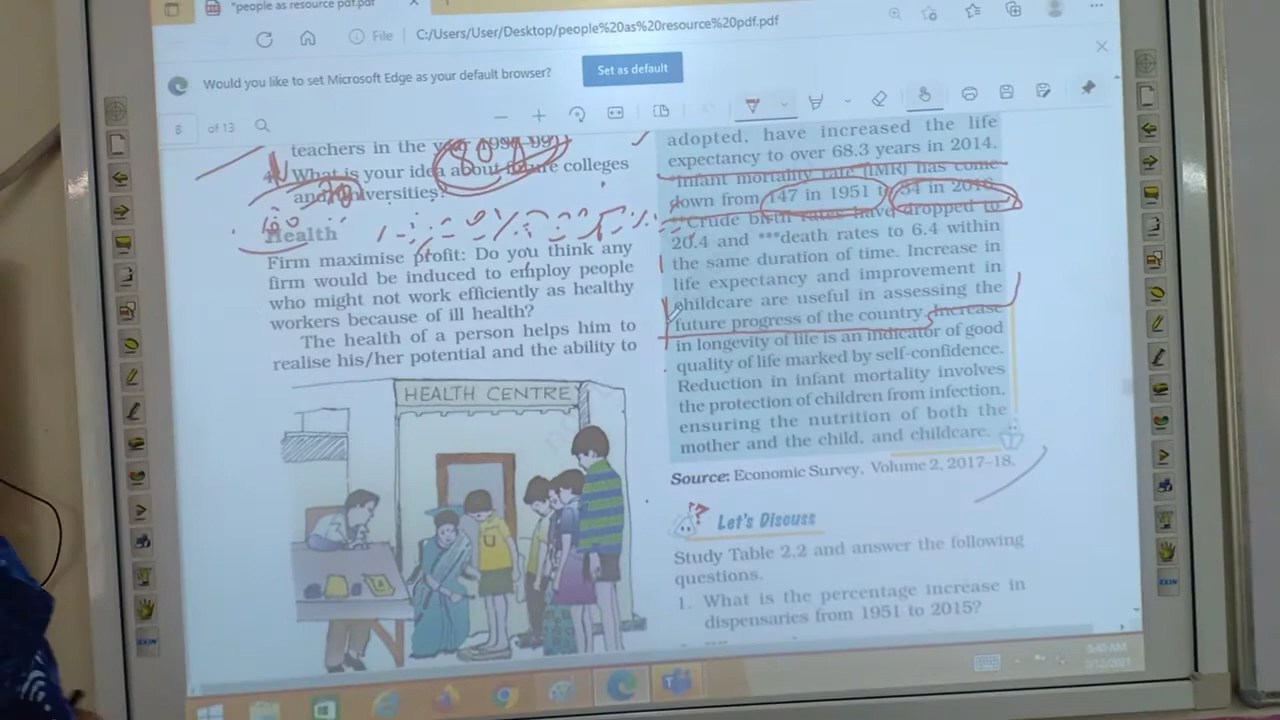 "people as resource pdf.pdf
File
C:/Users/User/Desktop/people%20as%20resource%20pdf.pdf
Would you like to set Microsoft Edge as your default browser?
Set as default
8 of 13
teachers in the
4. What is your idea about future colleges
and universities?
Health
Firm maximise profit: Do you think any
firm would be induced to employ people
who might not work efficiently as healthy
workers because of ill health?
The health of a person helps him to
realise his/her potential and the ability to
HEALTH CENTRE
adopted, have increased the life
expectancy to over 68.3 years in 2014.
*Infant mortality rate (IMR) has come
down from 147 in 1951 to 34 in 2016.
**Crude birth rates have dropped to
20.4 and ***death rates to 6.4 within
the same duration of time. Increase in
life expectancy and improvement in
childcare are useful in assessing the
future progress of the country. Increase
in longevity of life is an indicator of good
quality of life marked by self-confidence.
Reduction in infant mortality involves
the protection of children from infection,
ensuring the nutrition of both the
mother and the child, and childcare.
Source: Economic Survey, Volume 2, 2017–18.
Let's Discuss
Study Table 2.2 and answer the following
questions.
1. What is the percentage increase in
dispensaries from 1951 to 2015?